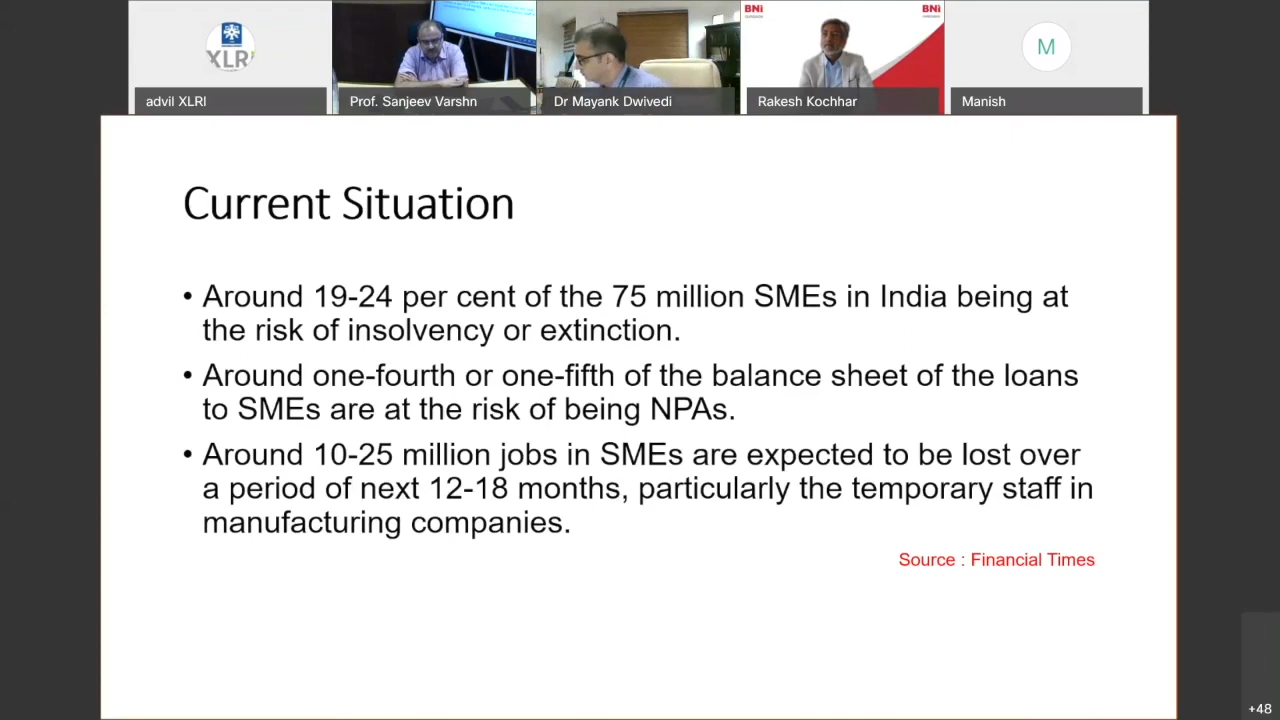 XLRI
BNI
BNI
M
advil XLRI
Prof. Sanjeev Varshn
Dr Mayank Dwivedi
Rakesh Kochhar
Manish
Current Situation
• Around 19-24 per cent of the 75 million SMEs in India being at
the risk of insolvency or extinction.
• Around one-fourth or one-fifth of the balance sheet of the loans
to SMEs are at the risk of being NPAs.
• Around 10-25 million jobs in SMEs are expected to be lost over
a period of next 12-18 months, particularly the temporary staff in
manufacturing companies.
Source : Financial Times
+48